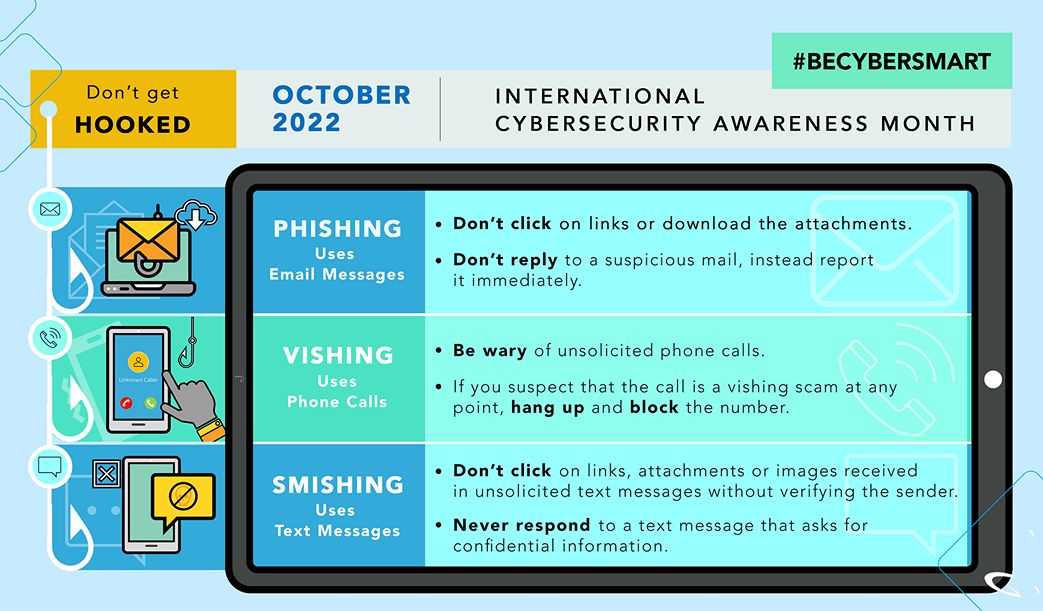 #BECYBERSMART
Don't get
HOOKED
OCTOBER
2022
INTERNATIONAL
CYBERSECURITY AWARENESS MONTH
PHISHING
Uses
Email Messages
• Don't click on links or download the attachments.
• Don't reply to a suspicious mail, instead report
it immediately.
Unknown Caller
VISHING
Uses
Phone Calls
• Be wary of unsolicited phone calls.
• If you suspect that the call is a vishing scam at any
point, hang up and block the number.
SMISHING
Uses
Text Messages
• Don't click on links, attachments or images received
in unsolicited text messages without verifying the sender.
• Never respond to a text message that asks for
confidential information.